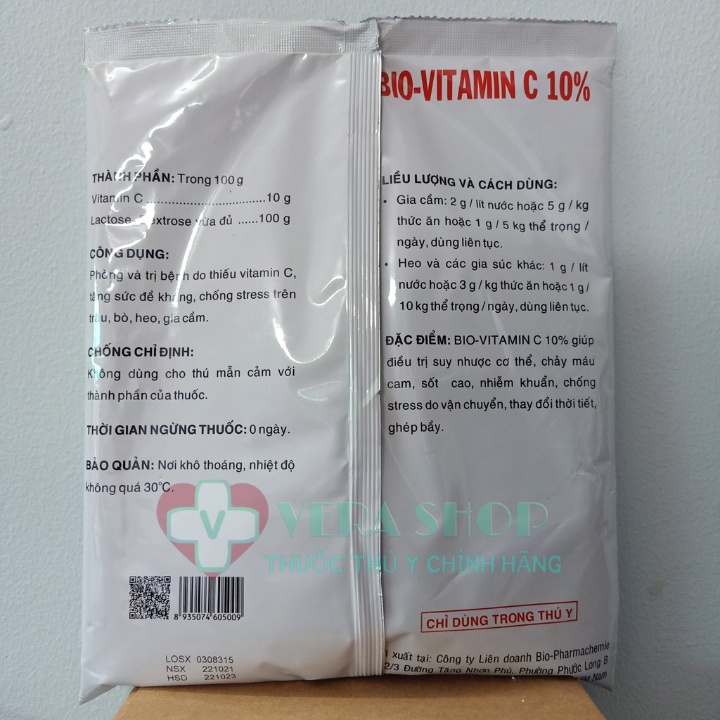 BIO-VITAMIN C 10%
THÀNH PHẦN: Trong 100 g
Vitamin C ..............................10 g
Lactose dextrose vừa đủ ......100 g
CÔNG DỤNG:
Phòng và trị bệnh do thiếu vitamin C,
tăng sức đề kháng, chống stress trên
trâu, bò, heo, gia cầm.
CHỐNG CHỈ ĐỊNH:
Không dùng cho thú mẫn cảm với
thành phần của thuốc.
THỜI GIAN NGỪNG THUỐC: 0 ngày.
BẢO QUẢN: Nơi khô thoáng, nhiệt độ
không quá 30°C.
8 935074 605009
LOSX 0308315
NSX 221021
HSD 221023
LIỀU LƯỢNG VÀ CÁCH DÙNG:
• Gia cầm: 2 g / lít nước hoặc 5 g / kg
thức ăn hoặc 1 g / 5 kg thể trọng /
ngày, dùng liên tục.
• Heo và các gia súc khác: 1 g / lít
nước hoặc 3 g / kg thức ăn hoặc 1 g /
10 kg thể trọng / ngày, dùng liên tục.
ĐẶC ĐIỂM: BIO-VITAMIN C 10% giúp
điều trị suy nhược cơ thể, chảy máu
cam, sốt cao, nhiễm khuẩn, chống
stress do vận chuyển, thay đổi thời tiết,
ghép bầy.
V VERA SHOP
THUỐC THÚ Y CHÍNH HÃNG
CHỈ DÙNG TRONG THÚ Y
xuất tại: Công ty Liên doanh Bio-Pharmachemie
2/3 Đường Tăng Nhơn Phú, Phường Phước Long B
Nam